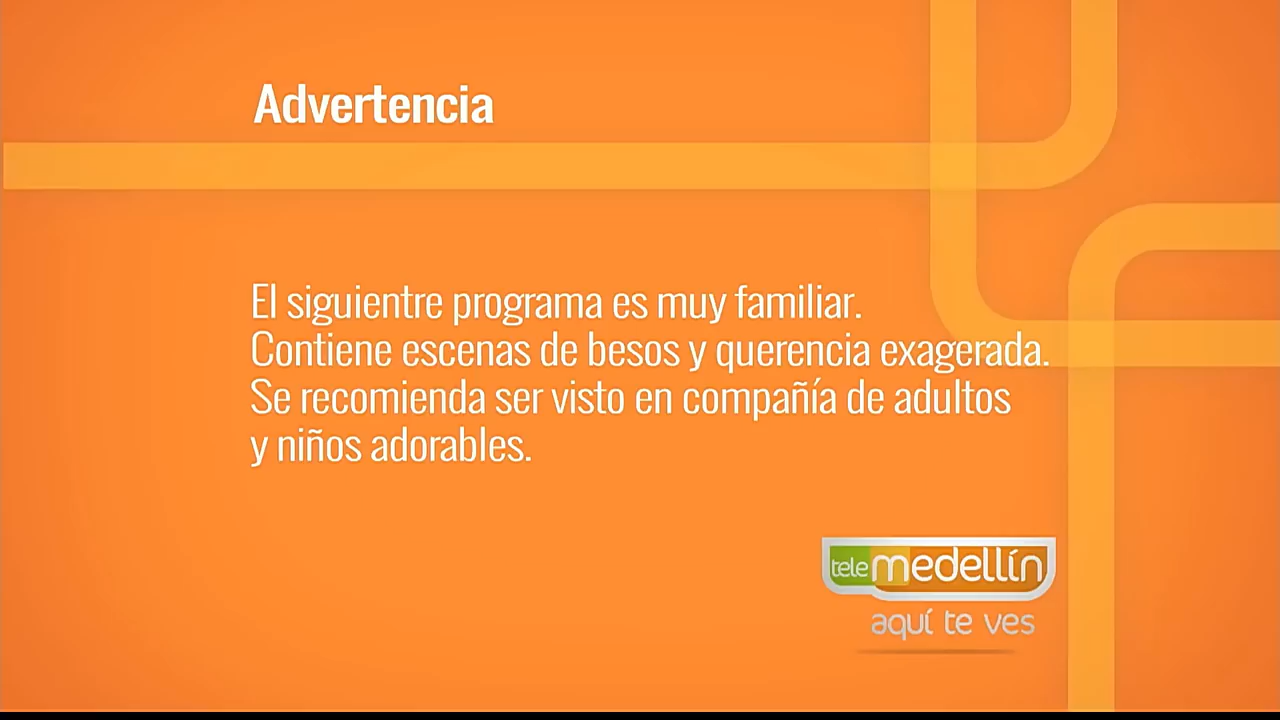 Advertencia
El siguientre programa es muy familiar.
Contiene escenas de besos y querencia exagerada.
Se recomienda ser visto en compañía de adultos
y niños adorables.
telemedellín
aquí te ves